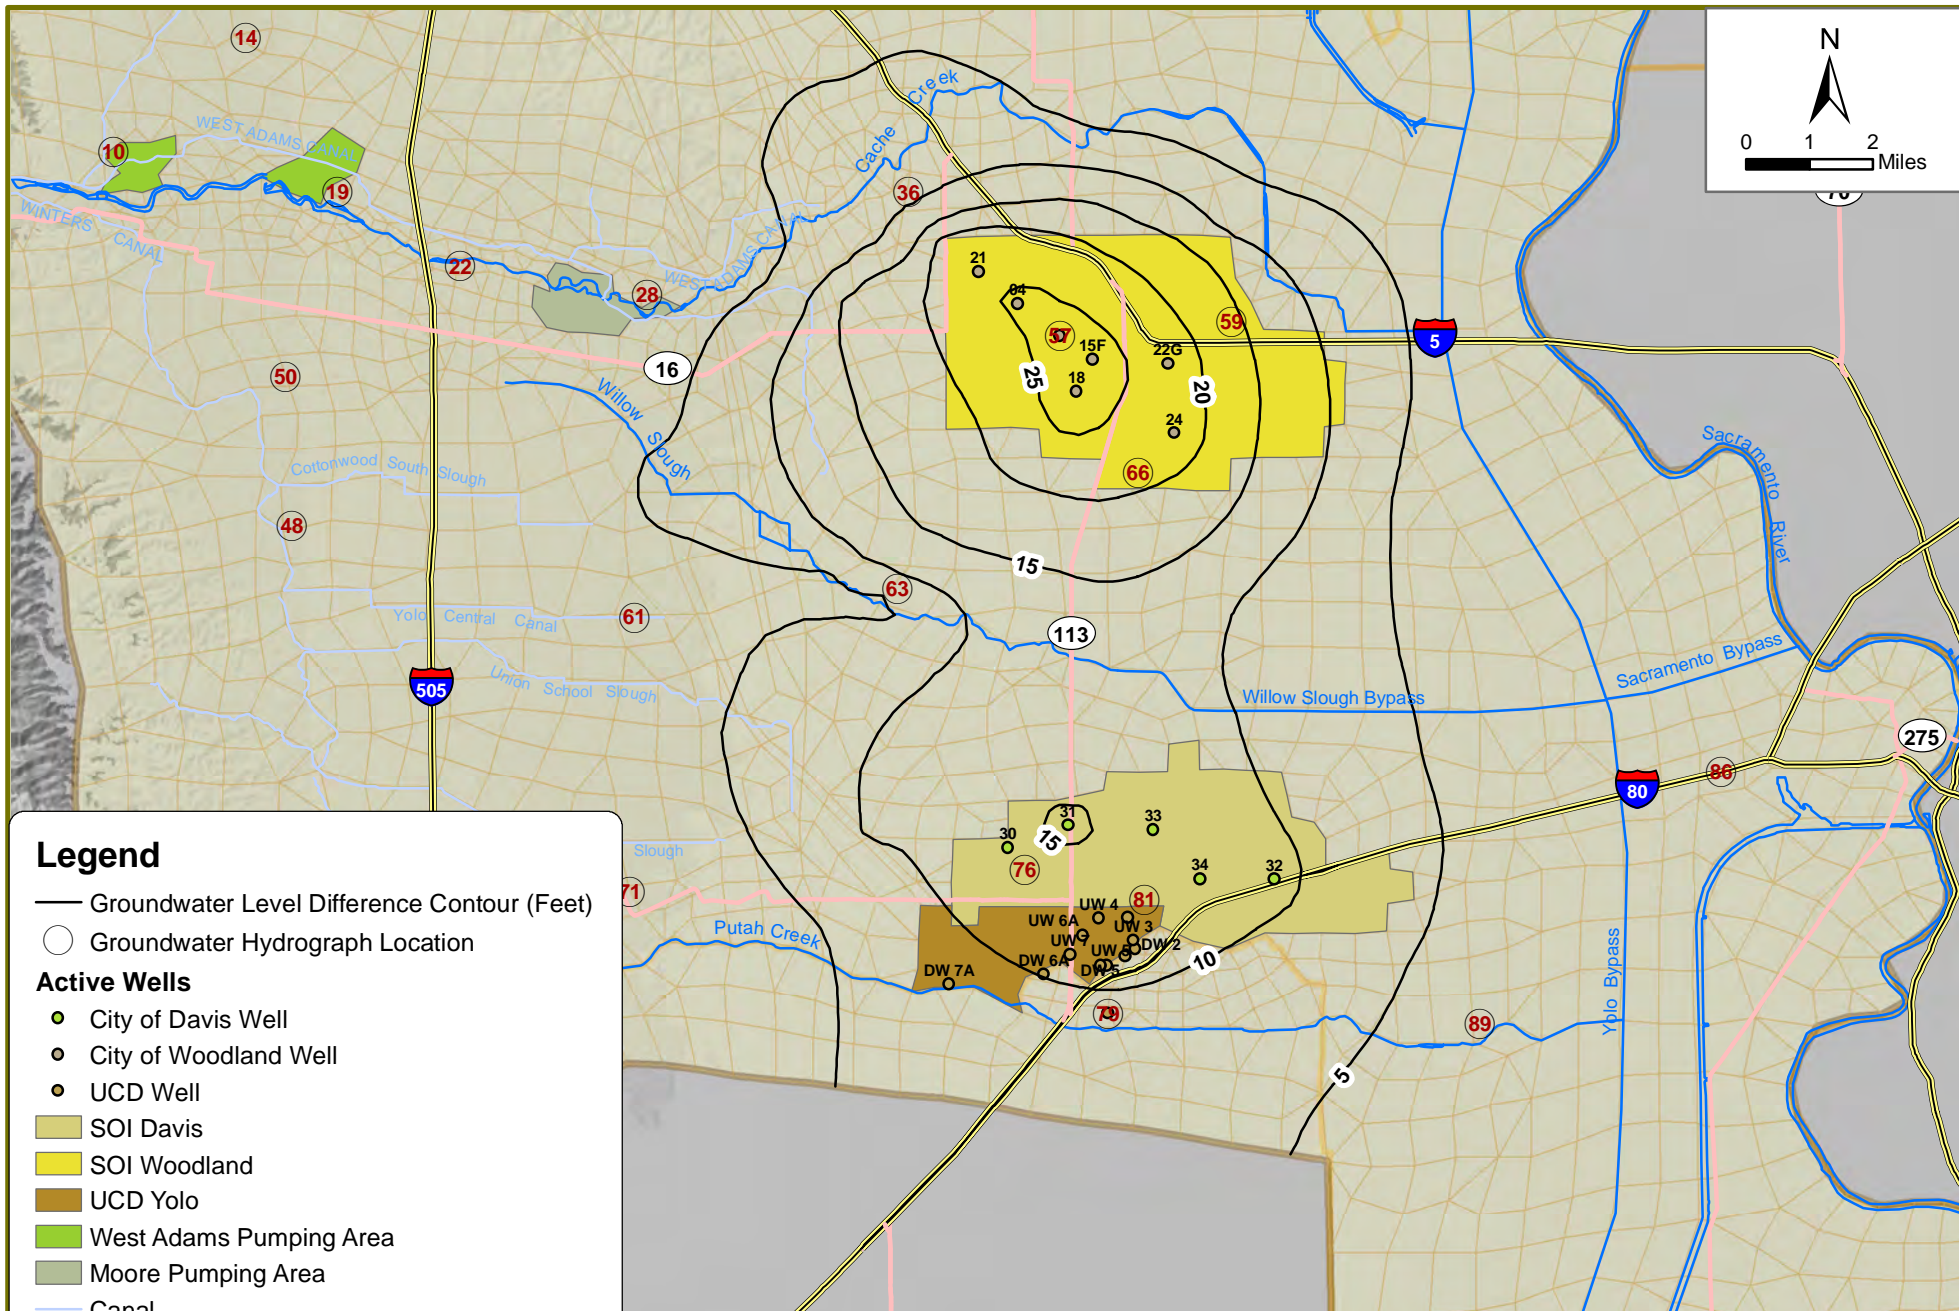 14
N
0 1 2
Miles
Cache Creek
WEST ADAMS CANAL
10
19
36
WINTERS CANAL
WEST ADAMS CANAL
22
28
21
04
57
15F
22G
59
5
16
50
25
18
20
Willow Slough
24
Sacramento River
66
Cottonwood South Slough
48
15
63
61
Yolo Central Canal
113
Sacramento Bypass
505
Union School Slough
Willow Slough Bypass
275
86
80
31
33
30
15
76
34
32
Slough
71
81
UW 4
UW 6A
UW 3
Putah Creek
UW 7
DW 2
DW 6A
DW 5
DW 7A
10
79
89
Yolo Bypass
5
Legend
Groundwater Level Difference Contour (Feet)
Groundwater Hydrograph Location
Active Wells
City of Davis Well
City of Woodland Well
UCD Well
SOI Davis
SOI Woodland
UCD Yolo
West Adams Pumping Area
Moore Pumping Area
Canal